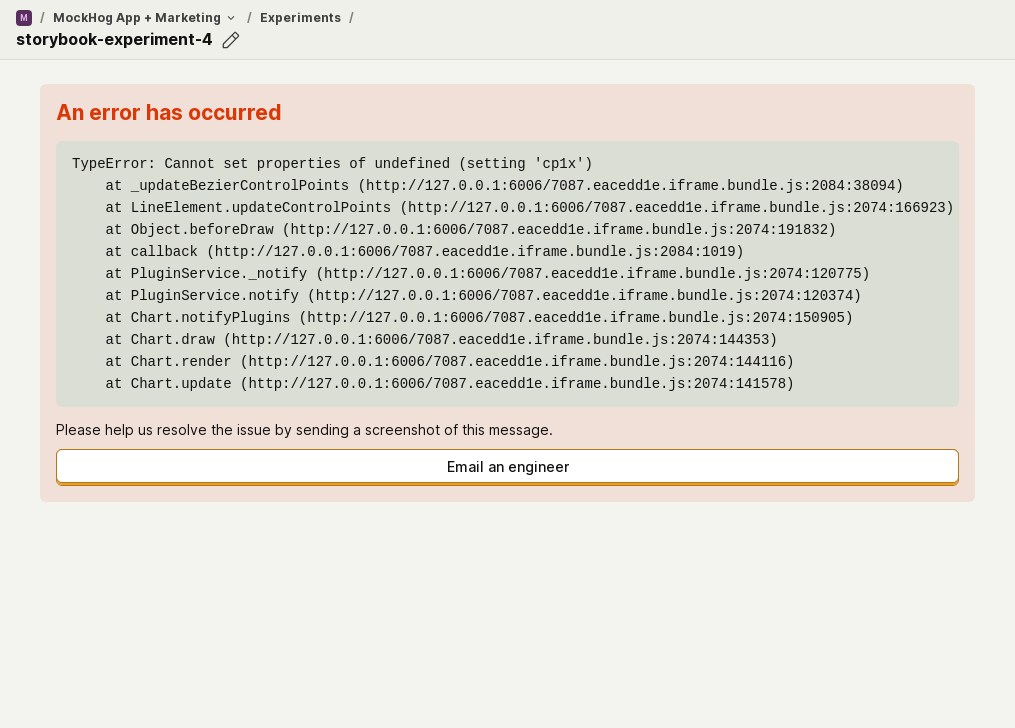 M / MockHog App + Marketing / Experiments /
storybook-experiment-4
An error has occurred
TypeError: Cannot set properties of undefined (setting 'cp1x')
    at _updateBezierControlPoints (http://127.0.0.1:6006/7087.eacedd1e.iframe.bundle.js:2084:38094)
    at LineElement.updateControlPoints (http://127.0.0.1:6006/7087.eacedd1e.iframe.bundle.js:2074:166923)
    at Object.beforeDraw (http://127.0.0.1:6006/7087.eacedd1e.iframe.bundle.js:2074:191832)
    at callback (http://127.0.0.1:6006/7087.eacedd1e.iframe.bundle.js:2084:1019)
    at PluginService._notify (http://127.0.0.1:6006/7087.eacedd1e.iframe.bundle.js:2074:120775)
    at PluginService.notify (http://127.0.0.1:6006/7087.eacedd1e.iframe.bundle.js:2074:120374)
    at Chart.notifyPlugins (http://127.0.0.1:6006/7087.eacedd1e.iframe.bundle.js:2074:150905)
    at Chart.draw (http://127.0.0.1:6006/7087.eacedd1e.iframe.bundle.js:2074:144353)
    at Chart.render (http://127.0.0.1:6006/7087.eacedd1e.iframe.bundle.js:2074:144116)
    at Chart.update (http://127.0.0.1:6006/7087.eacedd1e.iframe.bundle.js:2074:141578)
Please help us resolve the issue by sending a screenshot of this message.
Email an engineer